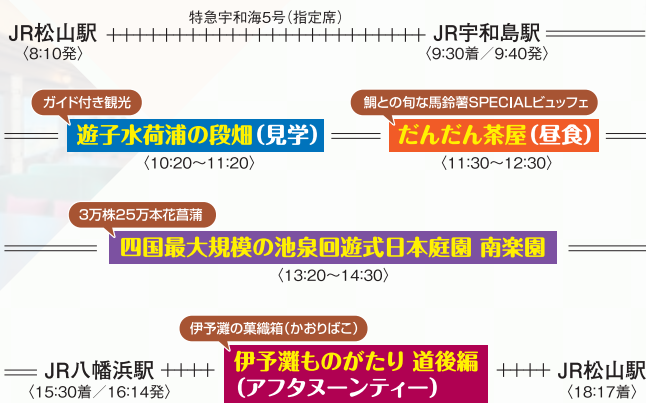 特急宇和海5号(指定席)
JR松山駅 JR宇和島駅
〈8:10発〉 〈9:30着／9:40発〉
ガイド付き観光 鯛との旬な馬鈴薯SPECIALビュッフェ
遊子水荷浦の段畑(見学) だんだん茶屋(昼食)
〈10:20〜11:20〉 〈11:30〜12:30〉
3万株25万本花菖蒲
四国最大規模の池泉回遊式日本庭園 南楽園
〈13:20〜14:30〉
伊予灘の菓織箱(かおりばこ)
JR八幡浜駅 伊予灘ものがたり 道後編 JR松山駅
〈15:30着／16:14発〉 (アフタヌーンティー) 〈18:17着〉